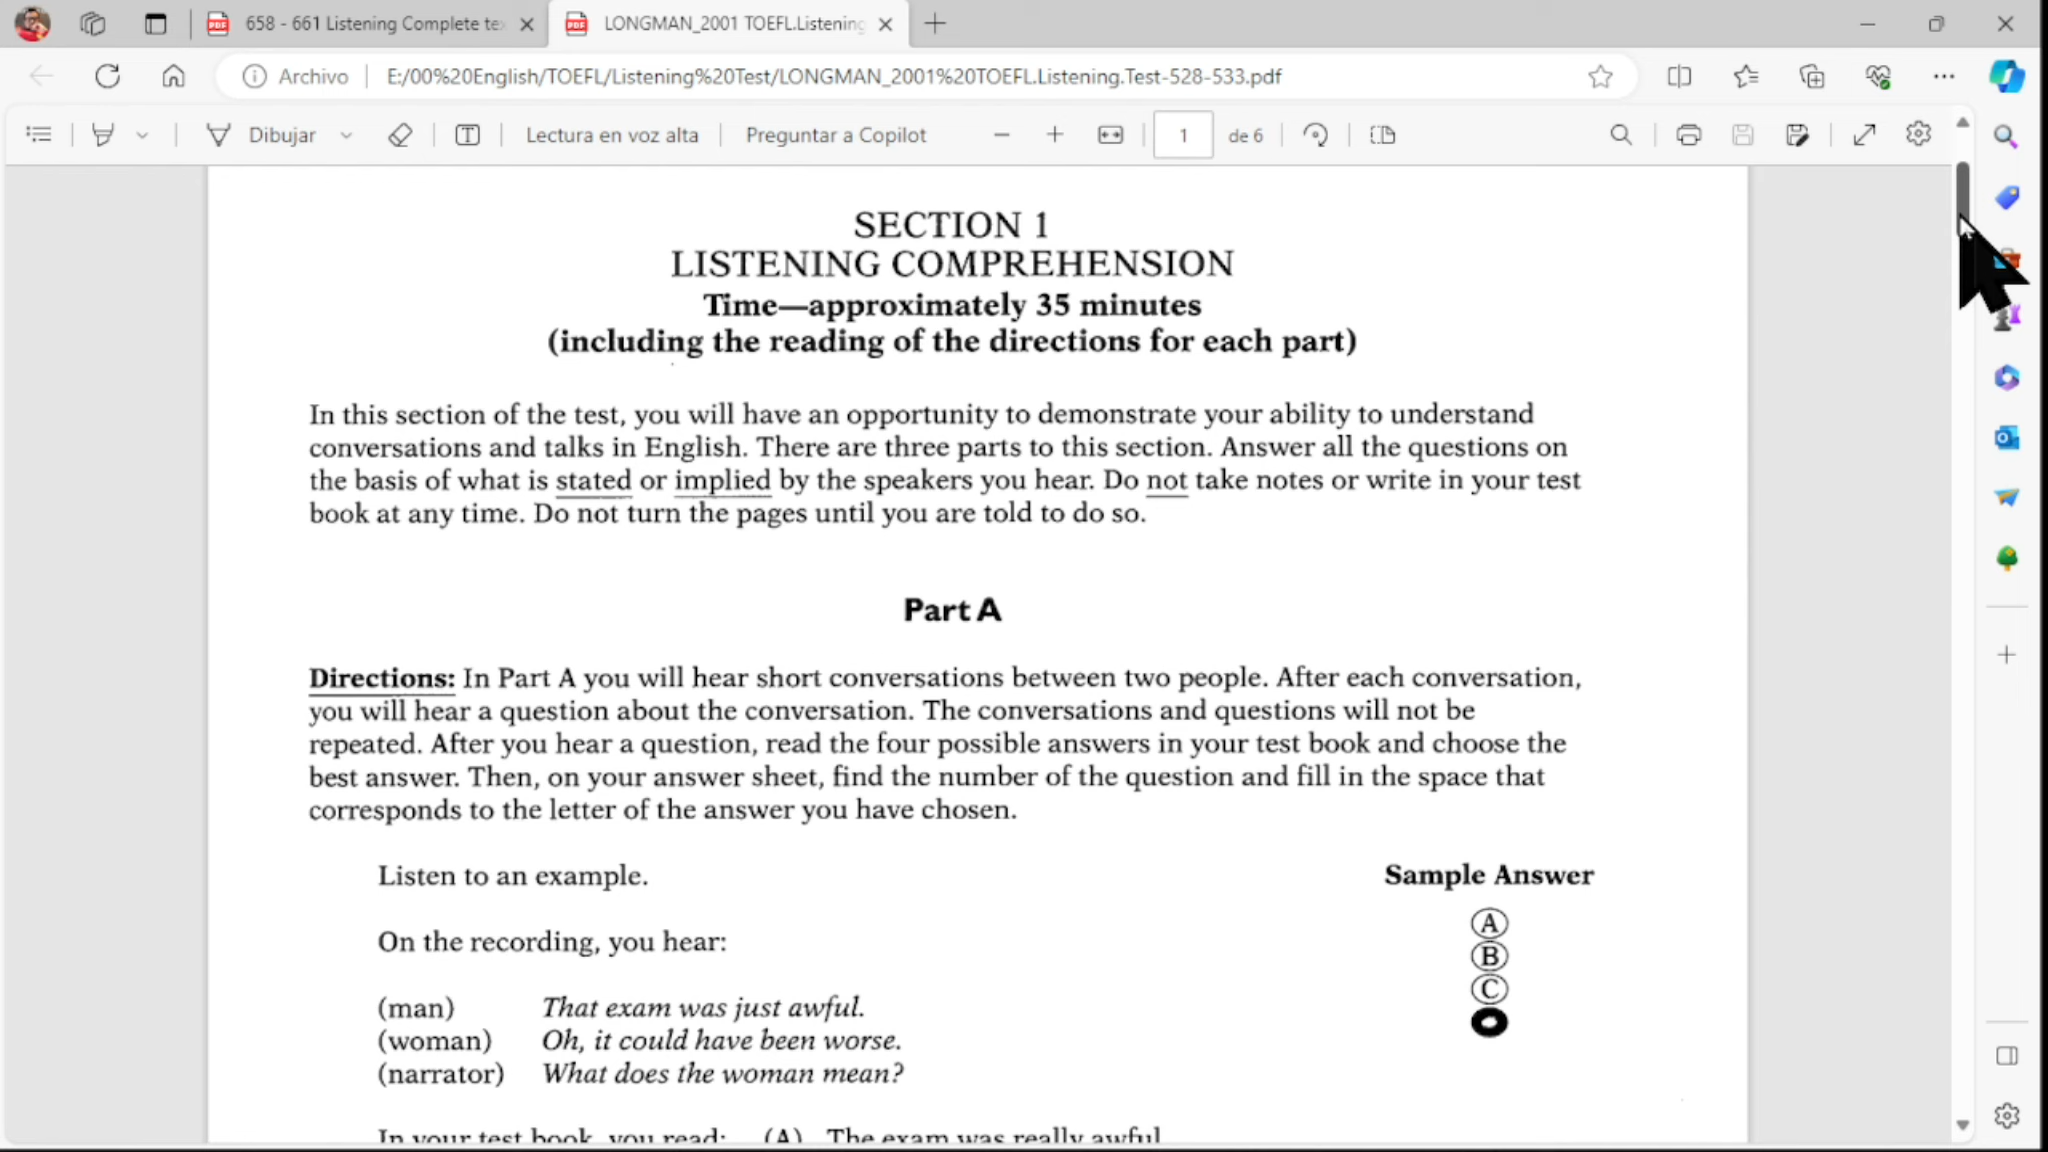 658 - 661 Listening Complete te
LONGMAN_2001 TOEFL.Listening
Archivo
E:/00%20English/TOEFL/Listening%20Test/LONGMAN_2001%20TOEFL.Listening.Test-528-533.pdf
Dibujar
Lectura en voz alta
Preguntar a Copilot
1
de 6
SECTION 1
LISTENING COMPREHENSION
Time—approximately 35 minutes
(including the reading of the directions for each part)
In this section of the test, you will have an opportunity to demonstrate your ability to understand
conversations and talks in English. There are three parts to this section. Answer all the questions on
the basis of what is stated or implied by the speakers you hear. Do not take notes or write in your test
book at any time. Do not turn the pages until you are told to do so.
Part A
Directions: In Part A you will hear short conversations between two people. After each conversation,
you will hear a question about the conversation. The conversations and questions will not be
repeated. After you hear a question, read the four possible answers in your test book and choose the
best answer. Then, on your answer sheet, find the number of the question and fill in the space that
corresponds to the letter of the answer you have chosen.
Listen to an example.
Sample Answer
A
B
C
On the recording, you hear:
(man) That exam was just awful.
(woman) Oh, it could have been worse.
(narrator) What does the woman mean?
In your test book, you read: (A) The exam was really awful